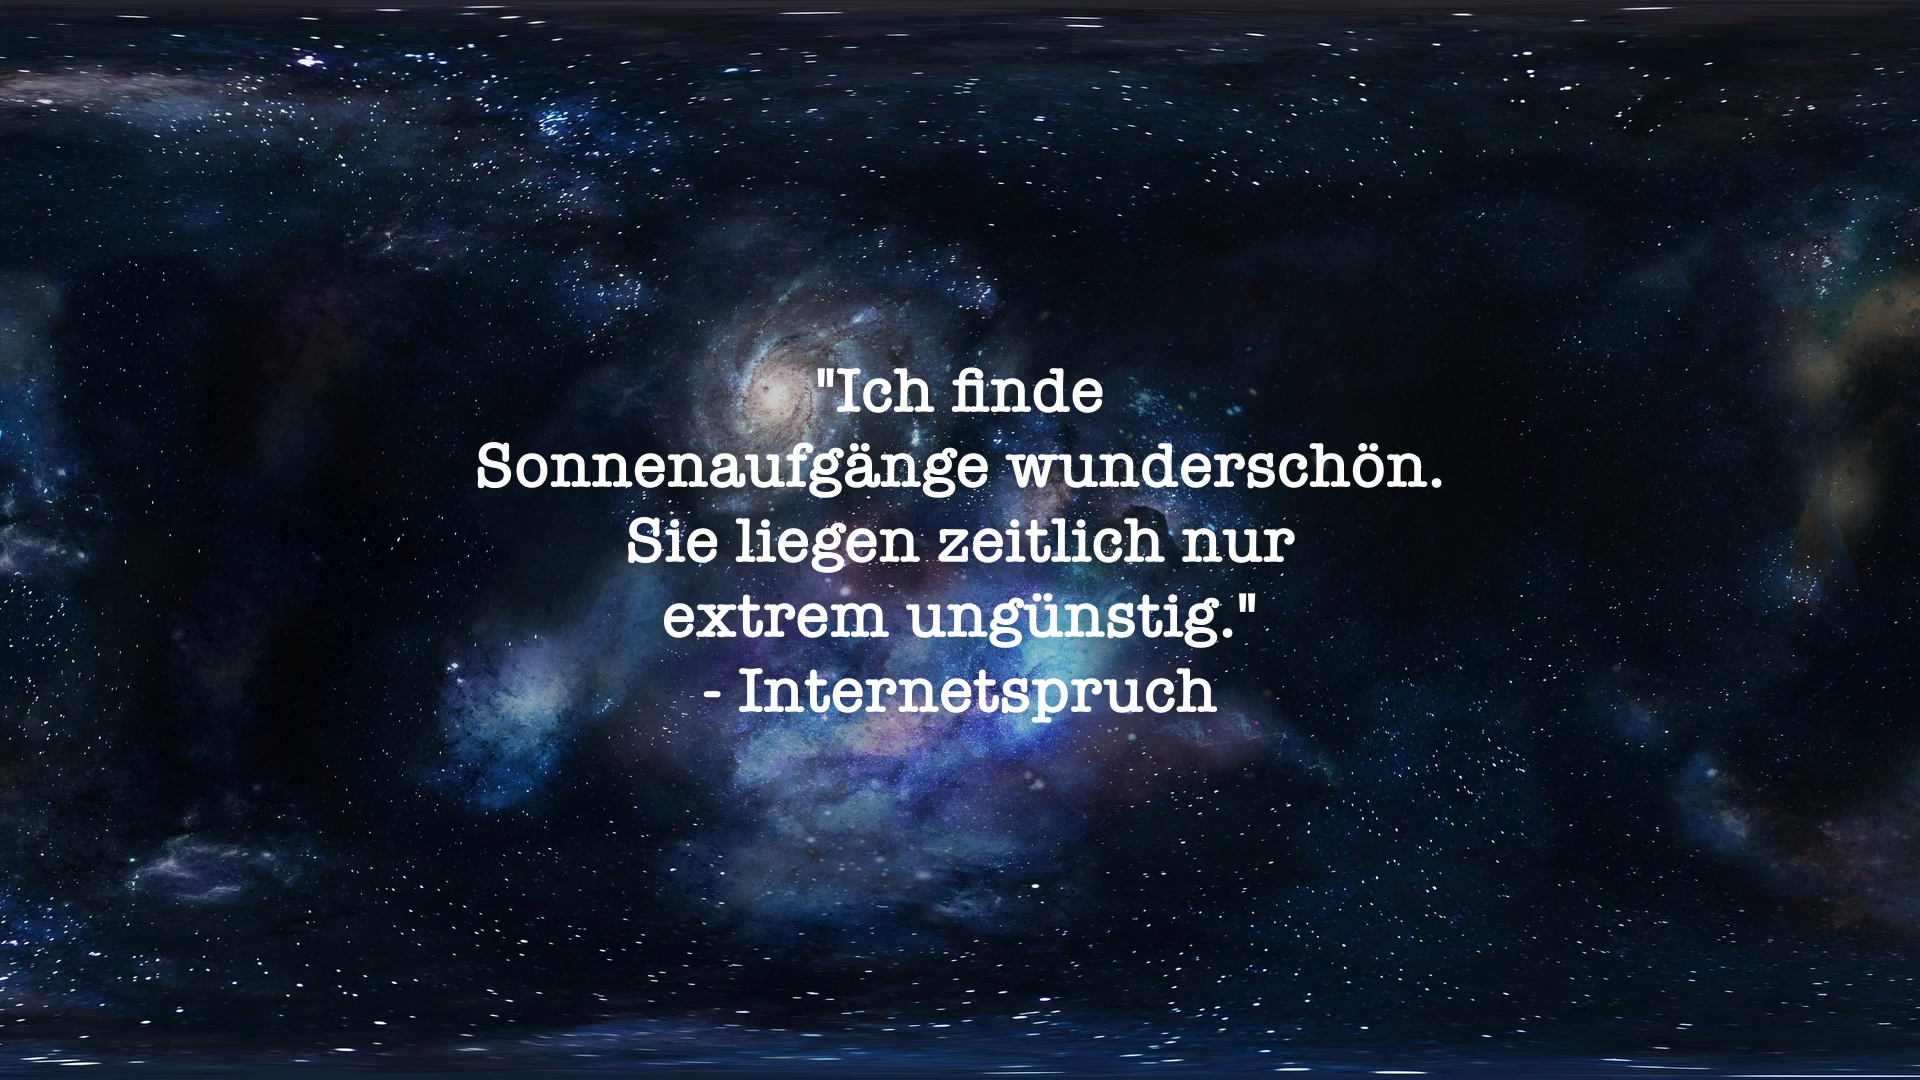 "Ich finde
Sonnenaufgänge wunderschön.
Sie liegen zeitlich nur
extrem ungünstig."
- Internetspruch